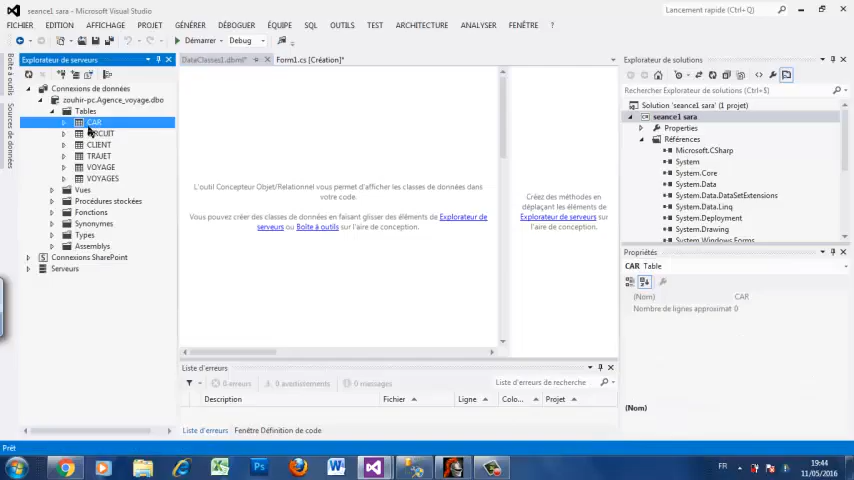 seance1 sara - Microsoft Visual Studio
Lancement rapide (Ctrl+$)
FICHIER EDITION AFFICHAGE PROJET GÉNÉRER DÉBOGUER ÉQUIPE SQL OUTILS TEST ARCHITECTURE ANALYSER FENÊTRE ?
Démarrer Debug
Boîte à outils
Sources de données
Explorateur de serveurs
Connexions de données
zouhir-pc.Agence_voyage.dbo
Tables
CAR
CIRCUIT
CLIENT
TRAJET
VOYAGE
VOYAGES
Vues
Procédures stockées
Fonctions
Synonymes
Types
Assemblys
Connexions SharePoint
Serveurs
DataClasses1.dbml* Form1.cs [Création]*
L'outil Concepteur Objet/Relationnel vous permet d'afficher les classes de données dans
votre code.
Vous pouvez créer des classes de données en faisant glisser des éléments de Explorateur de
serveurs ou Boîte à outils sur l'aire de conception.
Créez des méthodes en
déplaçant les éléments de
Explorateur de serveurs sur
l'aire de conception.
Liste d'erreurs
0 erreurs 0 avertissements 0 messages
Liste d'erreurs de recherche
Description Fichier Ligne Colo... Projet
Liste d'erreurs Fenêtre Définition de code
Explorateur de solutions
Rechercher Explorateur de solutions (Ctrl+$)
Solution 'seance1 sara' (1 projet)
seance1 sara
Properties
Références
Microsoft.CSharp
System
System.Core
System.Data
System.Data.DataSetExtensions
System.Data.Linq
System.Deployment
System.Drawing
System.Windows.Forms
Propriétés
CAR Table
(Nom) CAR
Nombre de lignes approximat 0
(Nom)
Prêt
FR
19:44
11/05/2016